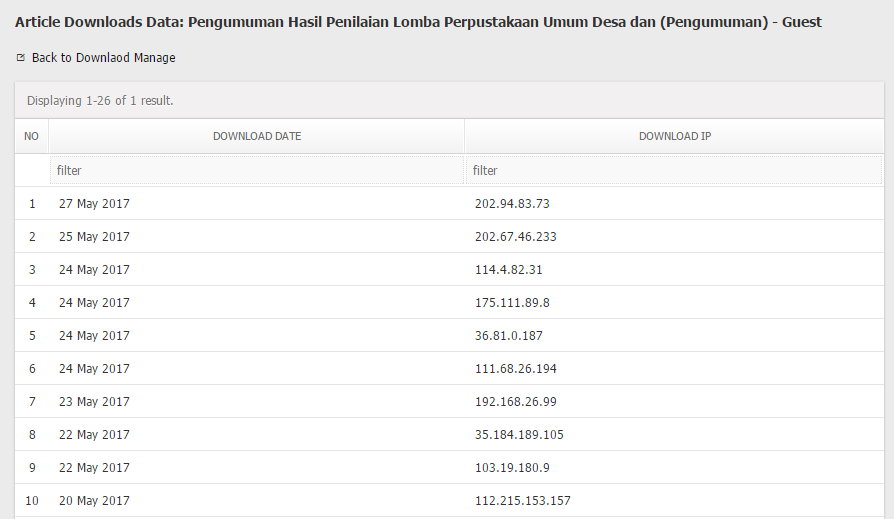 Article Downloads Data: Pengumuman Hasil Penilaian Lomba Perpustakaan Umum Desa dan (Pengumuman) - Guest
Back to Downlaod Manage
Displaying 1-26 of 1 result.
NO DOWNLOAD DATE DOWNLOAD IP
filter filter
1 27 May 2017 202.94.83.73
2 25 May 2017 202.67.46.233
3 24 May 2017 114.4.82.31
4 24 May 2017 175.111.89.8
5 24 May 2017 36.81.0.187
6 24 May 2017 111.68.26.194
7 23 May 2017 192.168.26.99
8 22 May 2017 35.184.189.105
9 22 May 2017 103.19.180.9
10 20 May 2017 112.215.153.157